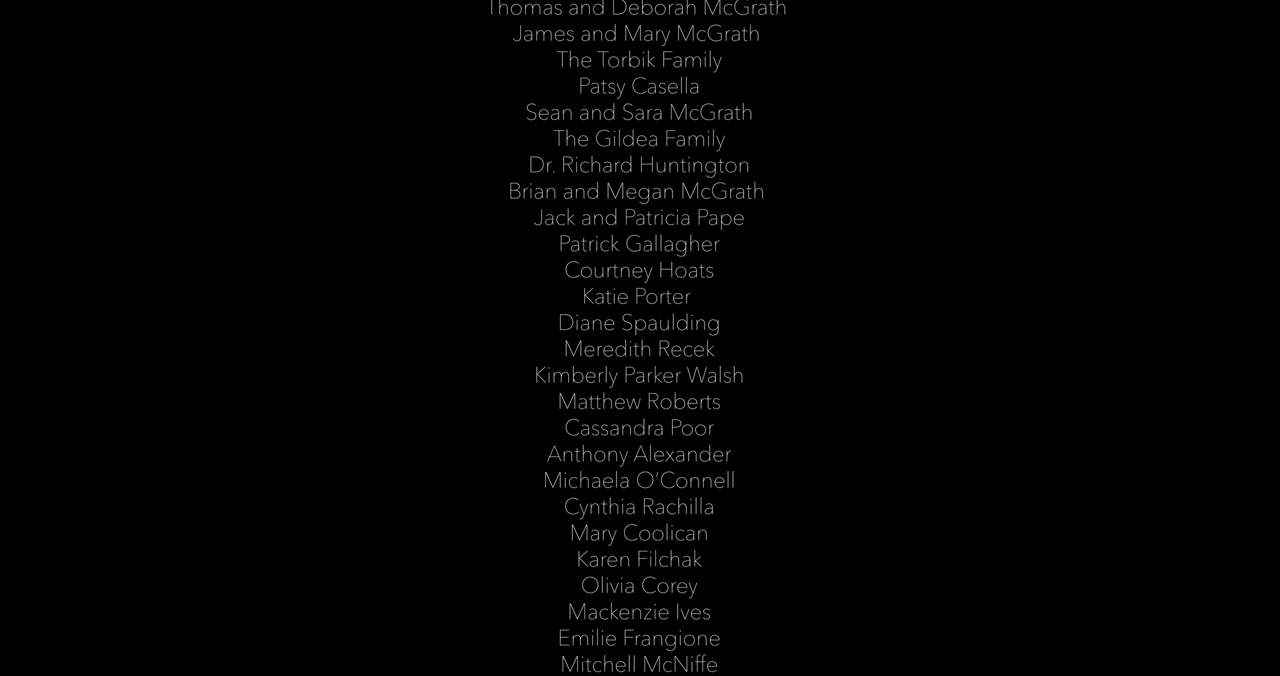 Thomas and Deborah McGrath
James and Mary McGrath
The Torbik Family
Patsy Casella
Sean and Sara McGrath
The Gildea Family
Dr. Richard Huntington
Brian and Megan McGrath
Jack and Patricia Pape
Patrick Gallagher
Courtney Hoats
Katie Porter
Diane Spaulding
Meredith Recek
Kimberly Parker Walsh
Matthew Roberts
Cassandra Poor
Anthony Alexander
Michaela O’Connell
Cynthia Rachilla
Mary Coolican
Karen Filchak
Olivia Corey
Mackenzie Ives
Emilie Frangione
Mitchell McNiffe